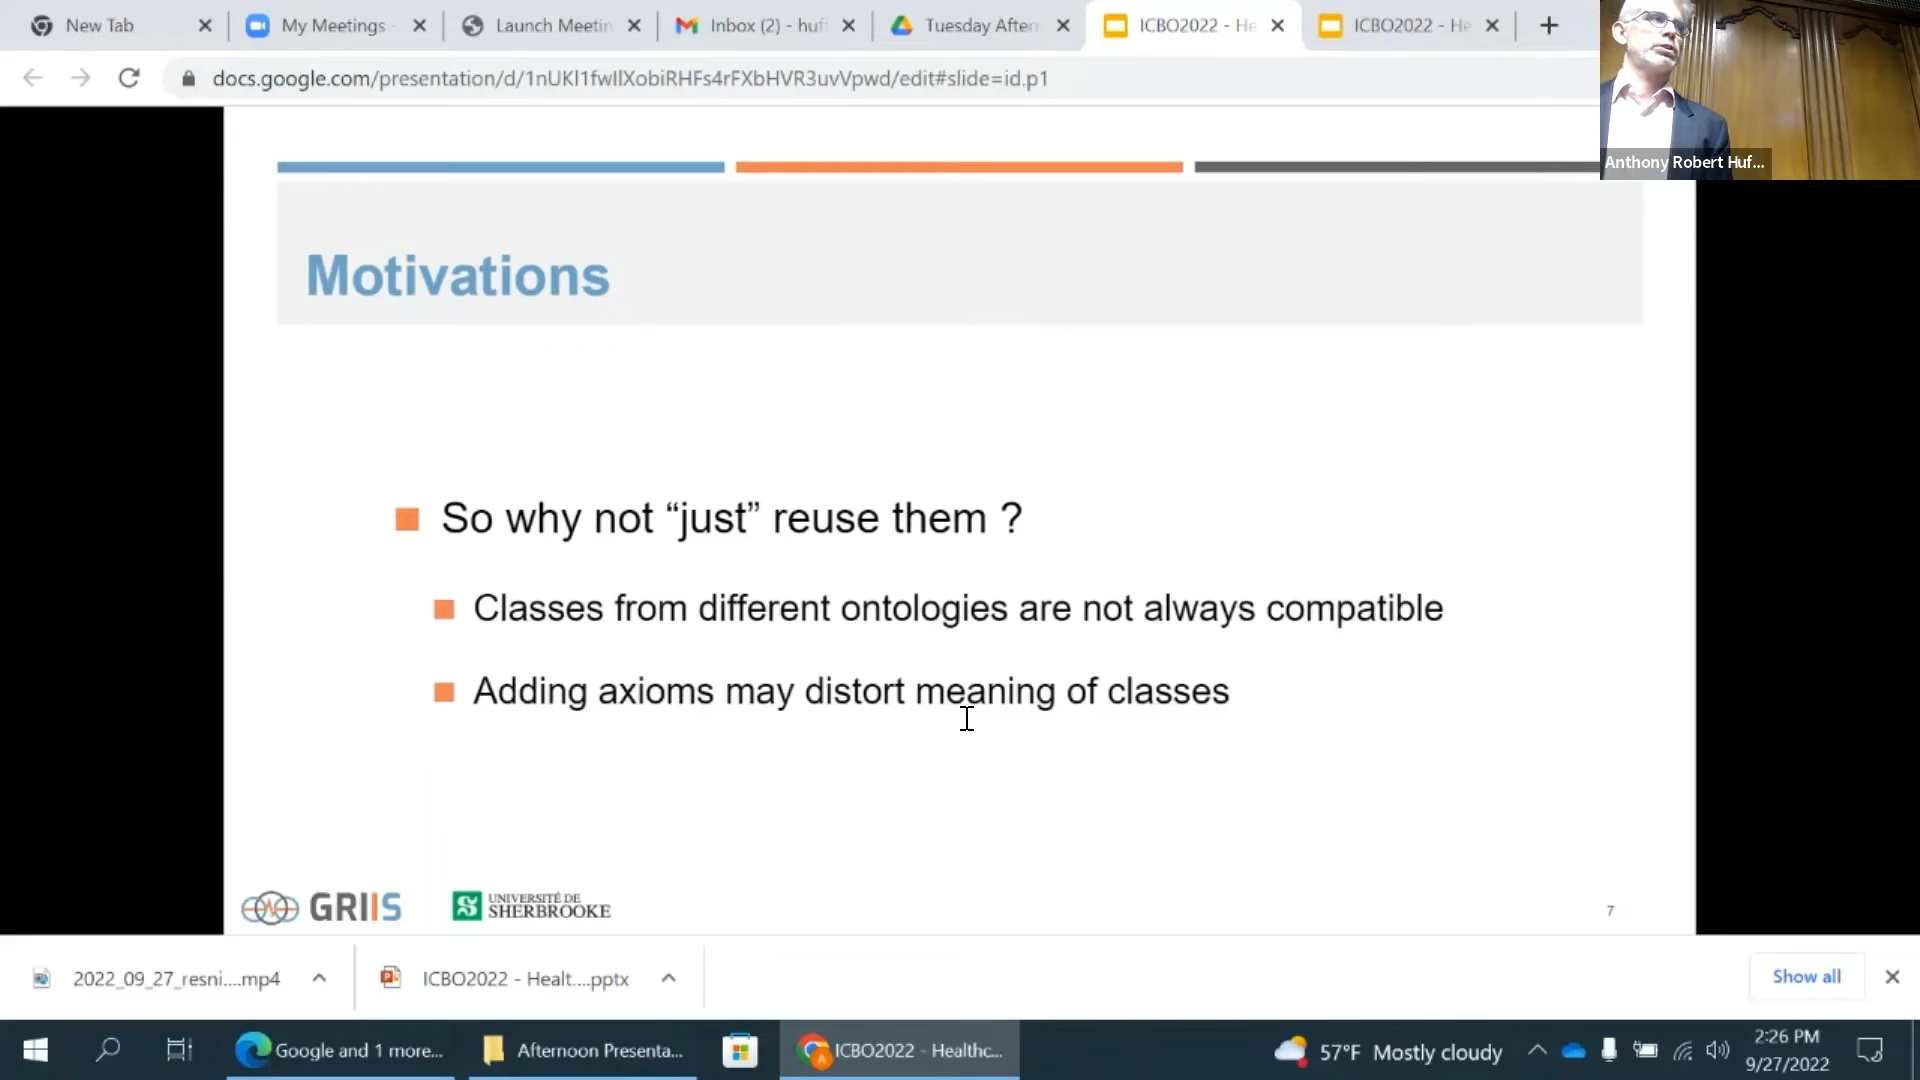 New Tab
My Meetings -
Launch Meetin
Inbox (2) - huf
Tuesday After
ICBO2022 - He
ICBO2022 - He
docs.google.com/presentation/d/1nUKl1fwIlXobiRHFs4rFXbHVR3uvVpwd/edit#slide=id.p1
Anthony Robert Huf...
Motivations
So why not “just” reuse them ?
Classes from different ontologies are not always compatible
Adding axioms may distort meaning of classes
GRIIS
UNIVERSITÉ DE
SHERBROOKE
7
2022_09_27_resni....mp4
ICBO2022 - Healt....pptx
Show all
Google and 1 more...
Afternoon Presenta...
ICBO2022 - Healthc...
57°F Mostly cloudy
2:26 PM
9/27/2022